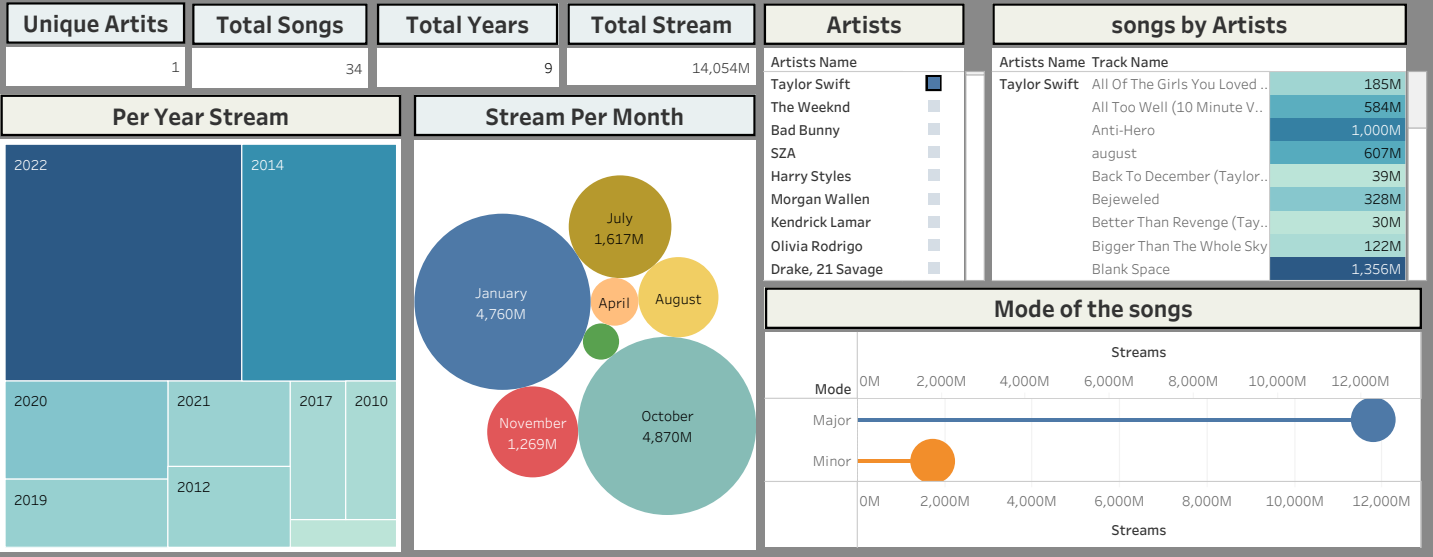 Unique Artits
1
Total Songs
34
Total Years
9
Total Stream
14,054M
Per Year Stream
2022
2014
2020
2021
2017
2010
2019
2012
Stream Per Month
July
1,617M
January
4,760M
April
August
November
1,269M
October
4,870M
Artists
Artists Name
Taylor Swift
The Weeknd
Bad Bunny
SZA
Harry Styles
Morgan Wallen
Kendrick Lamar
Olivia Rodrigo
Drake, 21 Savage
songs by Artists
Artists Name Track Name
Taylor Swift All Of The Girls You Loved .. 185M
All Too Well (10 Minute V.. 584M
Anti-Hero 1,000M
august 607M
Back To December (Taylor.. 39M
Bejeweled 328M
Better Than Revenge (Tay.. 30M
Bigger Than The Whole Sky 122M
Blank Space 1,356M
Mode of the songs
Streams
Mode 0M 2,000M 4,000M 6,000M 8,000M 10,000M 12,000M
Major
Minor
0M 2,000M 4,000M 6,000M 8,000M 10,000M 12,000M
Streams